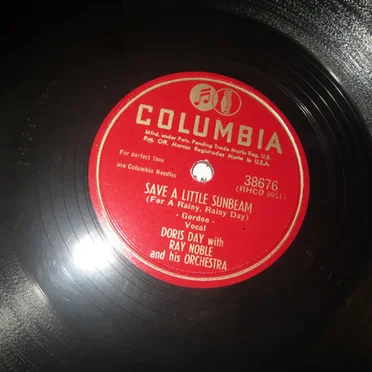 COLUMBIA
Mfrd. under Pats. Pending Trade Marks Reg. U.S.
Pat. Off. Marcas Registradas Made in U.S.A.
For perfect tone
use Columbia Needles
38676
(RHCO 3951)
SAVE A LITTLE SUNBEAM
(For A Rainy, Rainy Day)
- Gordon -
Vocal
DORIS DAY with
RAY NOBLE
and his ORCHESTRA